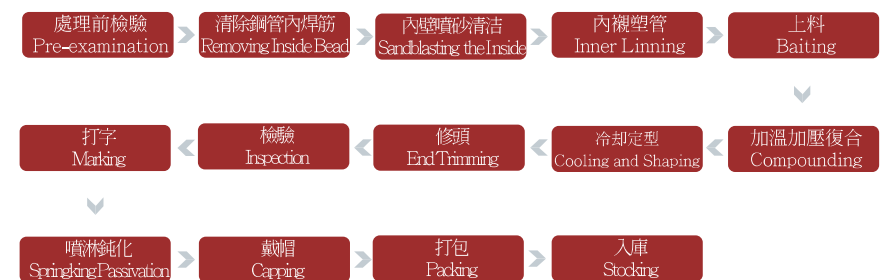 處理前檢驗
Pre-examination
清除鋼管內焊筋
Removing Inside Bead
內壁噴砂清洁
Sandblasting the Inside
內襯塑管
Inner Linning
上料
Baiting
加溫加壓復合
Compounding
冷却定型
Cooling and Shaping
修頭
End Trimming
檢驗
Inspection
打字
Marking
噴淋鈍化
Springking Passivation
戴帽
Capping
打包
Packing
入庫
Stocking